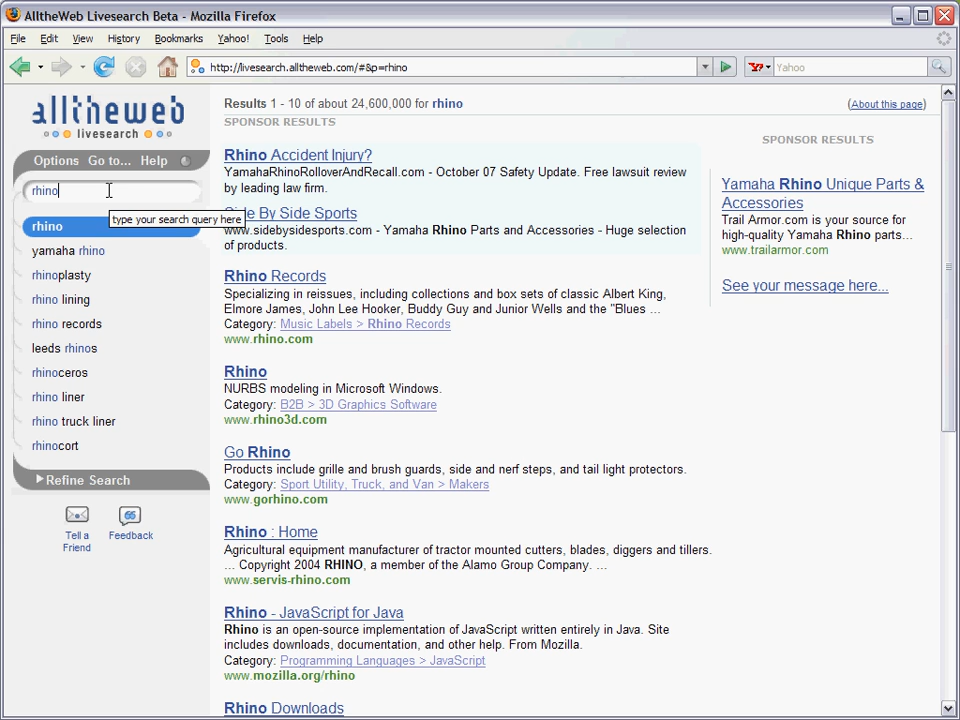 AlltheWeb Livesearch Beta - Mozilla Firefox
File Edit View History Bookmarks Yahoo! Tools Help
http://livesearch.alltheweb.com/#&p=rhino
Y! Yahoo
alltheweb
livesearch
Options Go to... Help
rhino
type your search query here
rhino
yamaha rhino
rhinoplasty
rhino lining
rhino records
leeds rhinos
rhinoceros
rhino liner
rhino truck liner
rhinocort
Refine Search
Tell a
Friend
Feedback
Results 1 - 10 of about 24,600,000 for rhino
(About this page)
SPONSOR RESULTS
Rhino Accident Injury?
YamahaRhinoRolloverAndRecall.com - October 07 Safety Update. Free lawsuit review
by leading law firm.
Side By Side Sports
www.sidebysidesports.com - Yamaha Rhino Parts and Accessories - Huge selection
of products.
Rhino Records
Specializing in reissues, including collections and box sets of classic Albert King,
Elmore James, John Lee Hooker, Buddy Guy and Junior Wells and the "Blues ...
Category: Music Labels > Rhino Records
www.rhino.com
Rhino
NURBS modeling in Microsoft Windows.
Category: B2B > 3D Graphics Software
www.rhino3d.com
Go Rhino
Products include grille and brush guards, side and nerf steps, and tail light protectors.
Category: Sport Utility, Truck, and Van > Makers
www.gorhino.com
Rhino : Home
Agricultural equipment manufacturer of tractor mounted cutters, blades, diggers and tillers.
... Copyright 2004 RHINO, a member of the Alamo Group Company. ...
www.servis-rhino.com
Rhino - JavaScript for Java
Rhino is an open-source implementation of JavaScript written entirely in Java. Site
includes downloads, documentation, and other help. From Mozilla.
Category: Programming Languages > JavaScript
www.mozilla.org/rhino
Rhino Downloads
SPONSOR RESULTS
Yamaha Rhino Unique Parts &
Accessories
Trail Armor.com is your source for
high-quality Yamaha Rhino parts...
www.trailarmor.com
See your message here...